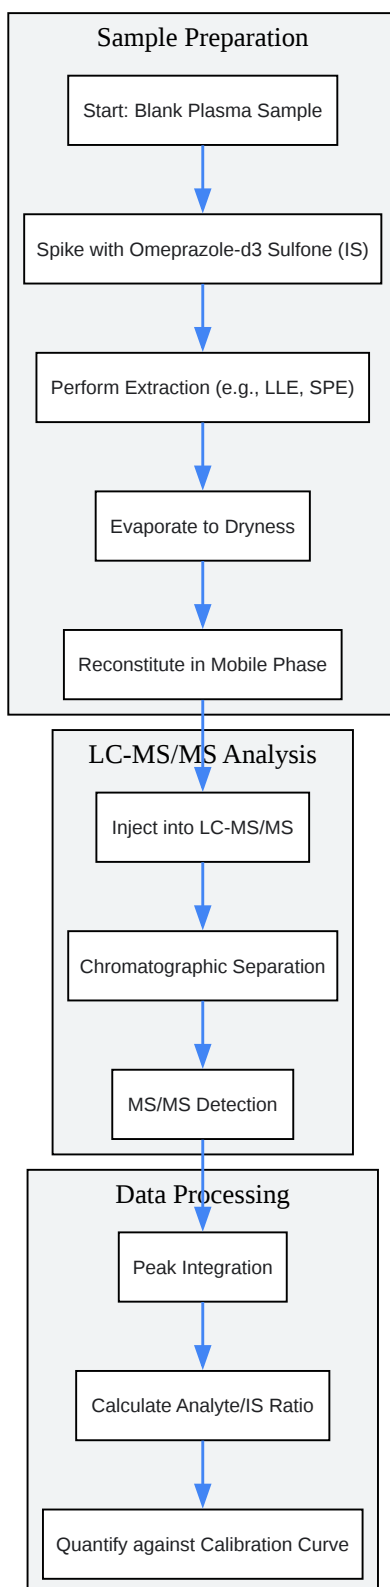 Sample Preparation
Start: Blank Plasma Sample
Spike with Omeprazole-d3 Sulfone (IS)
Perform Extraction (e.g., LLE, SPE)
Evaporate to Dryness
Reconstitute in Mobile Phase
LC-MS/MS Analysis
Inject into LC-MS/MS
Chromatographic Separation
MS/MS Detection
Data Processing
Peak Integration
Calculate Analyte/IS Ratio
Quantify against Calibration Curve